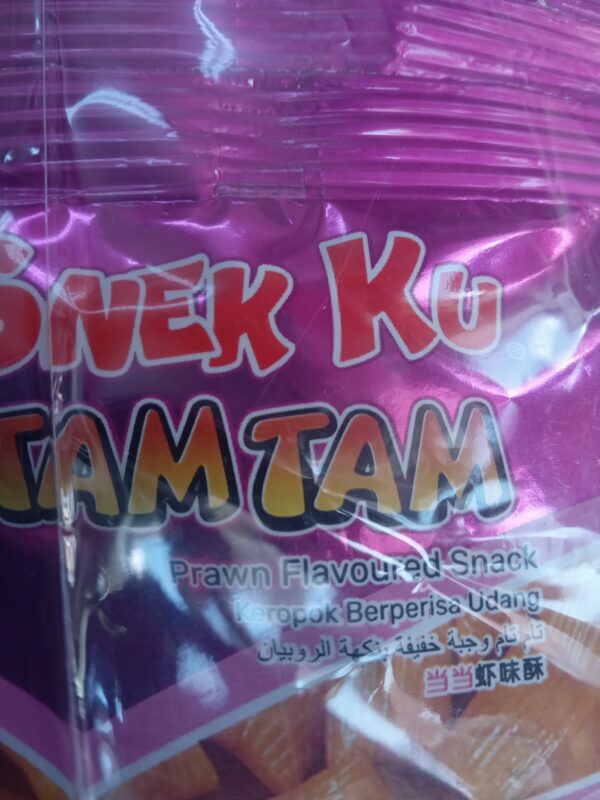 SNEK KU®
TAM TAM
Prawn Flavoured Snack
Keropok Berperisa Udang
تام تام وجبة خفيفة بنكهة الروبيان
当当虾味酥